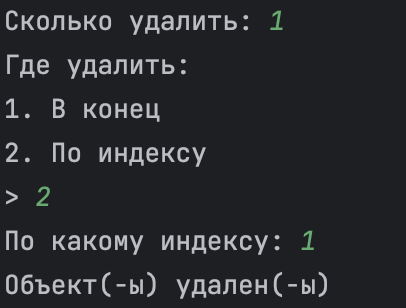 Сколько удалить: 1
Где удалить:
1. В конец
2. По индексу
> 2
По какому индексу: 1
Объект(-ы) удален(-ы)